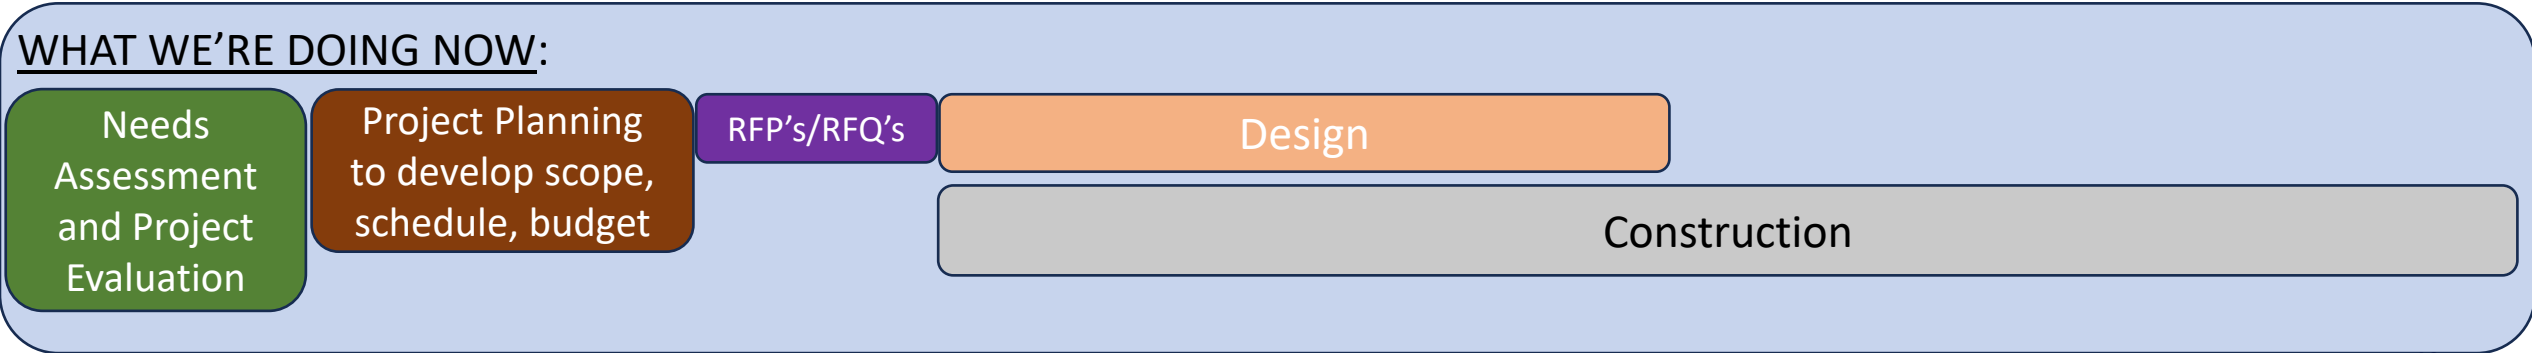 WHAT WE’RE DOING NOW:
Needs
Assessment
and Project
Evaluation
Project Planning
to develop scope,
schedule, budget
RFP’s/RFQ’s
Design
Construction